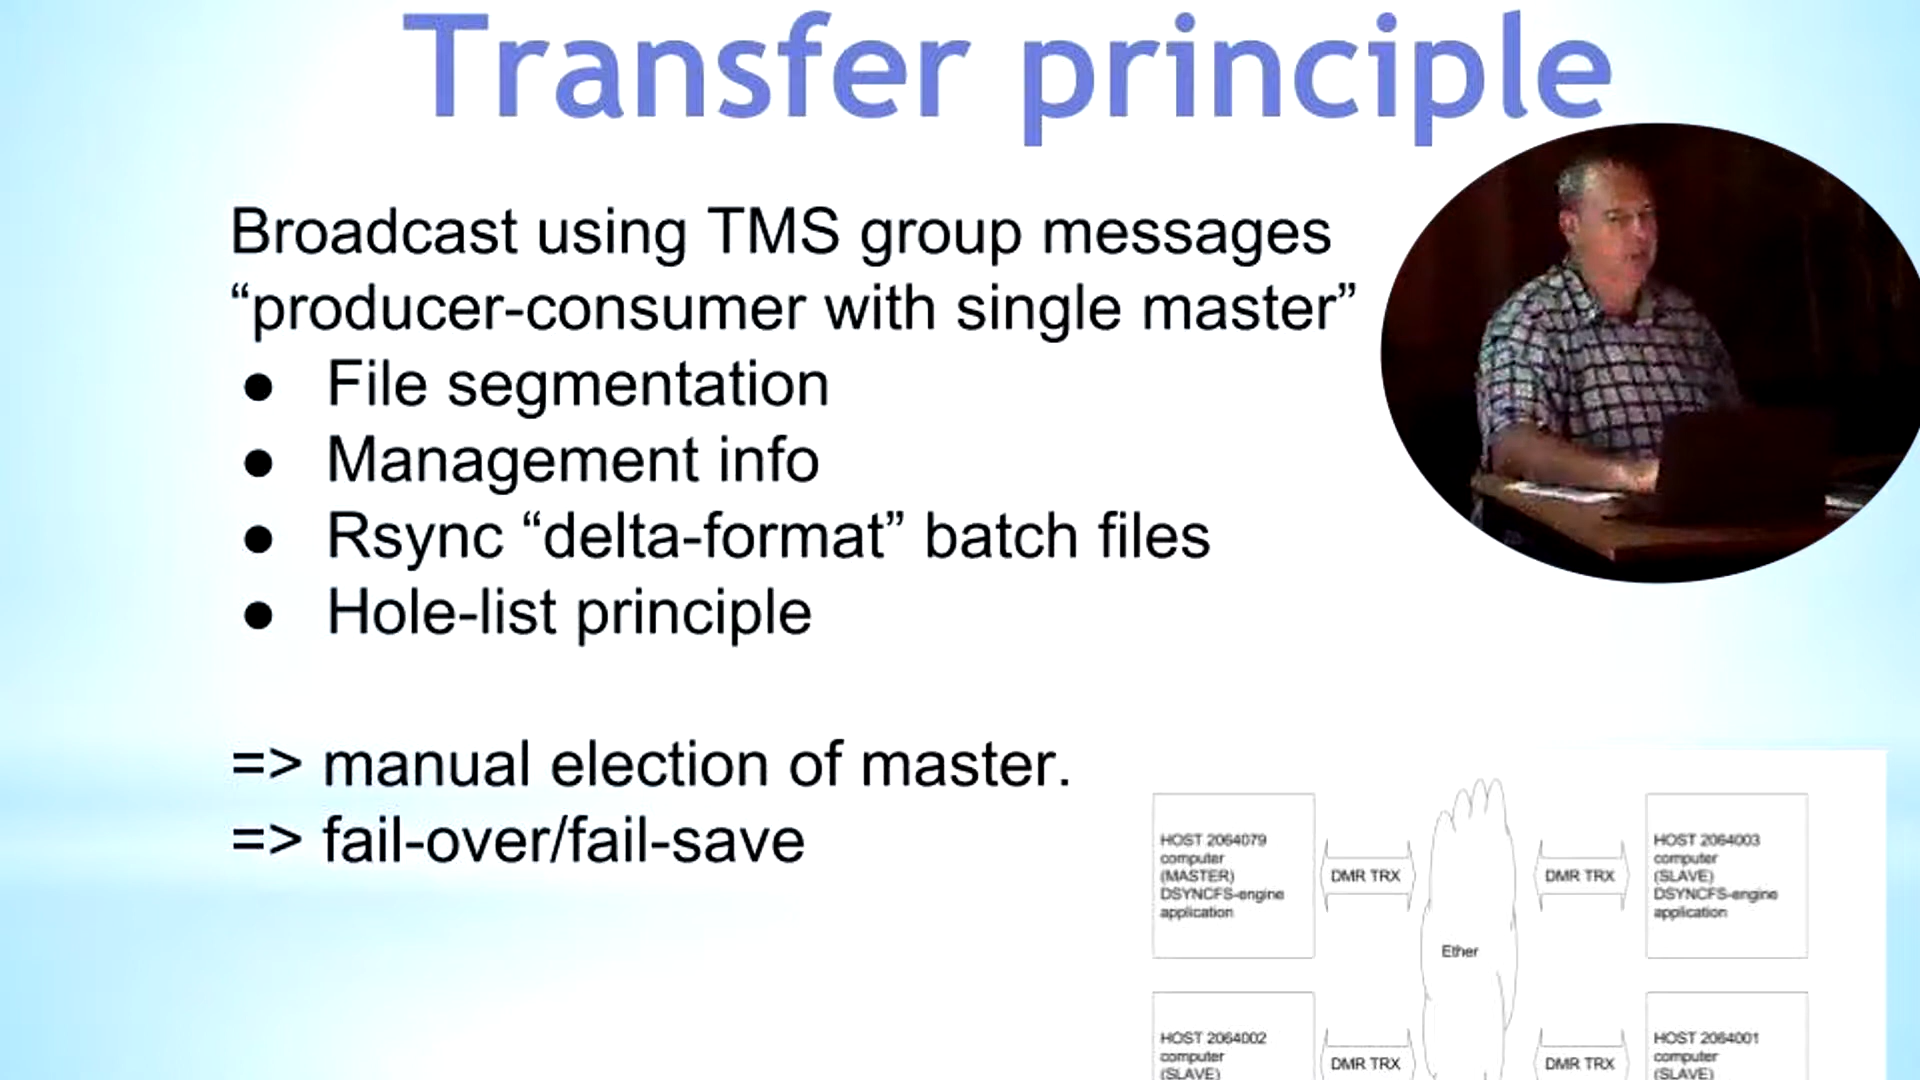 Transfer principle
Broadcast using TMS group messages
“producer-consumer with single master”
● File segmentation
● Management info
● Rsync “delta-format” batch files
● Hole-list principle
=> manual election of master.
=> fail-over/fail-save
HOST 2064079
computer
(MASTER)
DSYNCFS-engine
application
DMR TRX
Ether
DMR TRX
HOST 2064003
computer
(SLAVE)
DSYNCFS-engine
application
HOST 2064002
computer
(SLAVE)
DMR TRX
DMR TRX
HOST 2064001
computer
(SLAVE)